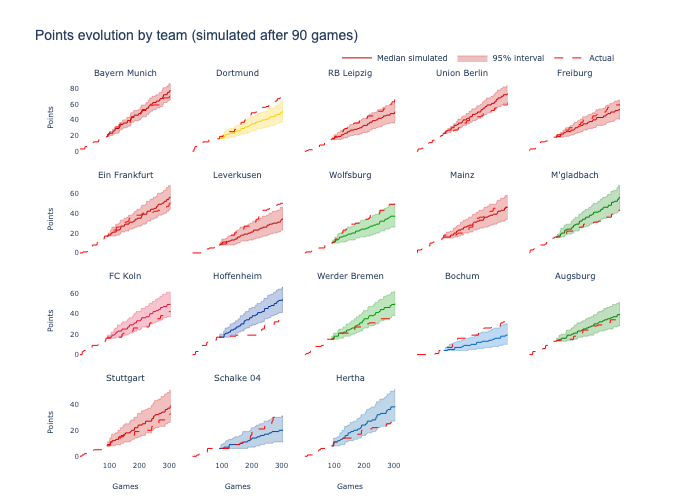 Points evolution by team (simulated after 90 games)
Median simulated 95% interval Actual
Bayern Munich Dortmund RB Leipzig Union Berlin Freiburg
80
60
40
20
0
Points
Ein Frankfurt Leverkusen Wolfsburg Mainz M'gladbach
60
40
20
0
Points
FC Koln Hoffenheim Werder Bremen Bochum Augsburg
60
40
20
0
Points
Stuttgart Schalke 04 Hertha
40
20
0
Points
100 200 300 100 200 300 100 200 300
Games Games Games